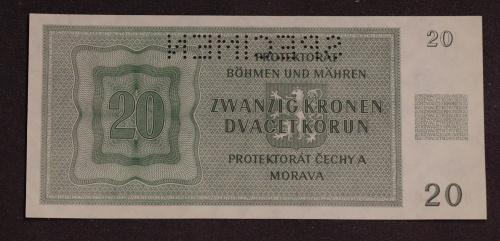 SPECIMEN
20
PROTEKTORAT
BÖHMEN UND MÄHREN
20
ZWANZIG KRONEN
DVACET KORUN
PROTEKTORÁT ČECHY A
MORAVA
20